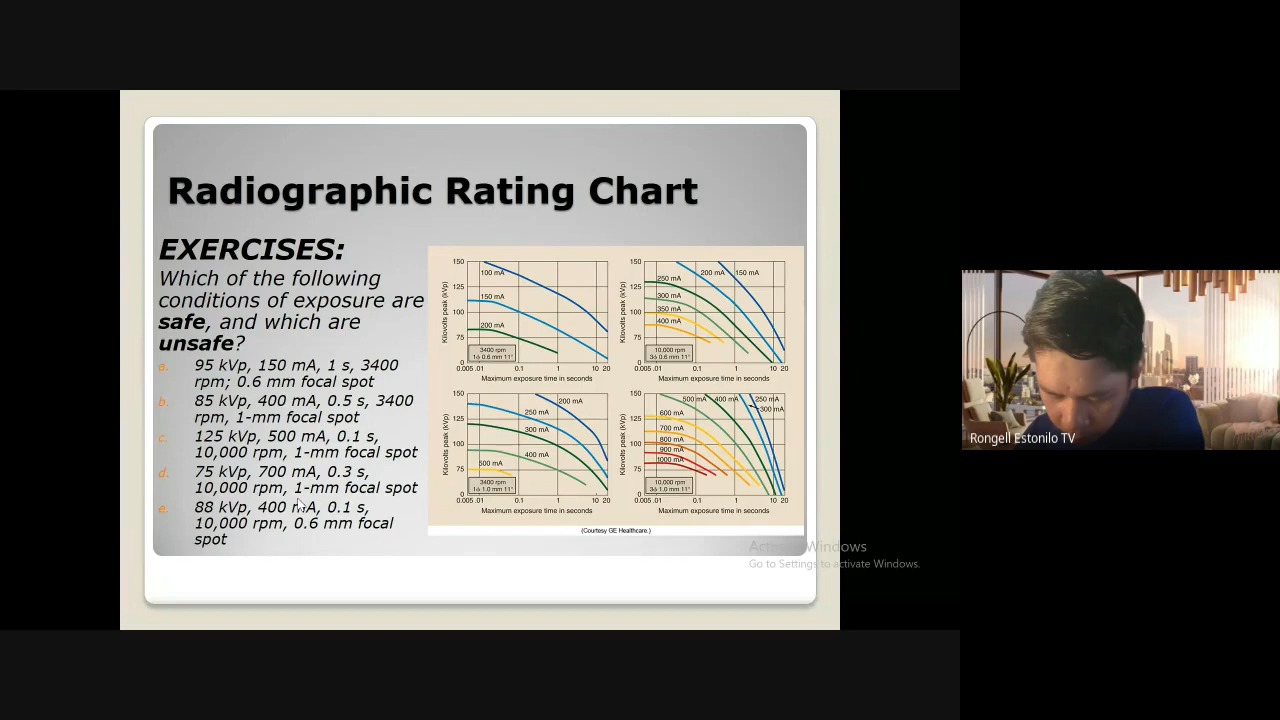 Radiographic Rating Chart
EXERCISES:
Which of the following
conditions of exposure are
safe, and which are
unsafe?
a. 95 kVp, 150 mA, 1 s, 3400
rpm; 0.6 mm focal spot
b. 85 kVp, 400 mA, 0.5 s, 3400
rpm, 1-mm focal spot
c. 125 kVp, 500 mA, 0.1 s,
10,000 rpm, 1-mm focal spot
d. 75 kVp, 700 mA, 0.3 s,
10,000 rpm, 1-mm focal spot
e. 88 kVp, 400 mA, 0.1 s,
10,000 rpm, 0.6 mm focal
spot
Kilovolts peak (kVp)
150
125
100
75
0
100 mA
150 mA
200 mA
3400 rpm
1ϕ 0.6 mm 11°
0.005 .01 0.1 1 10 20
Maximum exposure time in seconds
Kilovolts peak (kVp)
150
125
100
75
0
200 mA 150 mA
250 mA
300 mA
350 mA
400 mA
10,000 rpm
3ϕ 0.6 mm 11°
0.005 .01 0.1 1 10 20
Maximum exposure time in seconds
Kilovolts peak (kVp)
150
125
100
75
0
200 mA
250 mA
300 mA
400 mA
500 mA
3400 rpm
1ϕ 1.0 mm 11°
0.005 .01 0.1 1 10 20
Maximum exposure time in seconds
Kilovolts peak (kVp)
150
125
100
75
0
500 mA 400 mA 250 mA
300 mA
600 mA
700 mA
800 mA
900 mA
1000 mA
10,000 rpm
3ϕ 1.0 mm 11°
0.005 .01 0.1 1 10 20
Maximum exposure time in seconds
(Courtesy GE Healthcare.)
Activate Windows
Go to Settings to activate Windows.
Rongell Estonilo TV